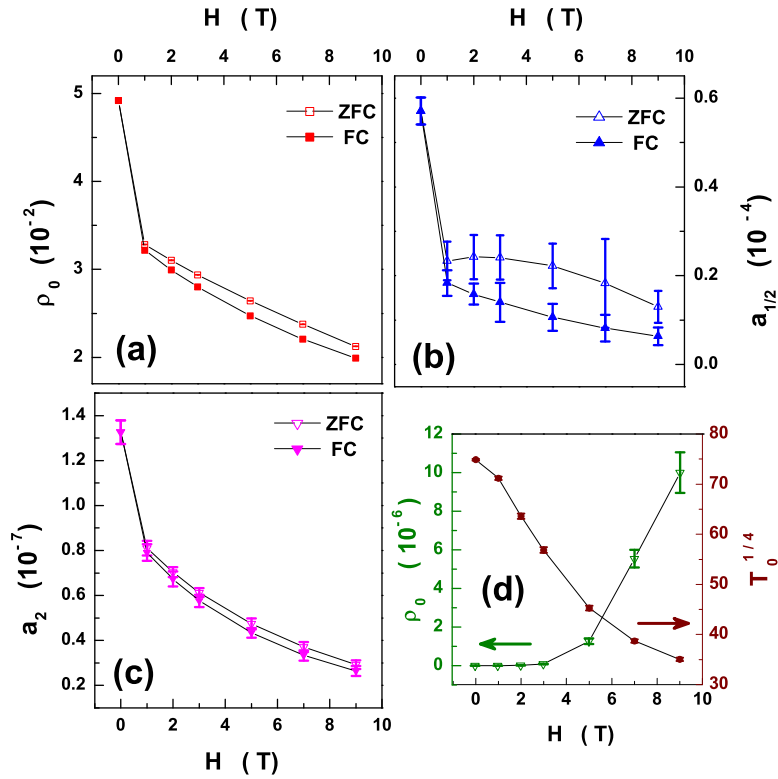 H ( T)
H ( T)
0 2 4 6 8 10
0 2 4 6 8 10
5
4
3
2
ρ0 (10-2)
ZFC
FC
(a)
0.6
0.4
0.2
0.0
a1/2 (10-4)
ZFC
FC
(b)
1.4
1.2
1.0
0.8
0.6
0.4
0.2
a2 (10-7)
ZFC
FC
(c)
0 2 4 6 8 10
H ( T)
12
10
8
6
4
2
0
ρ0 ( 10-6)
80
75
70
65
60
55
50
45
40
35
30
T0 1/4
(d)
0 2 4 6 8 10
H ( T)